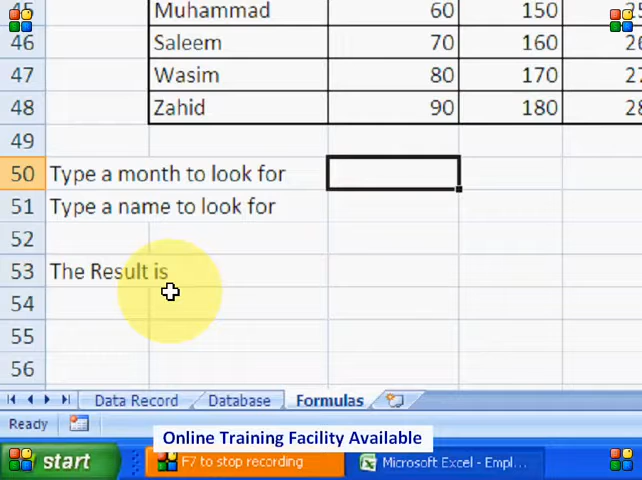 45 Muhammad 60 150
46 Saleem 70 160
47 Wasim 80 170
48 Zahid 90 180
49
50 Type a month to look for
51 Type a name to look for
52
53 The Result is
54
55
56
Data Record Database Formulas
Ready
Online Training Facility Available
start F7 to stop recording Microsoft Excel - Empl...